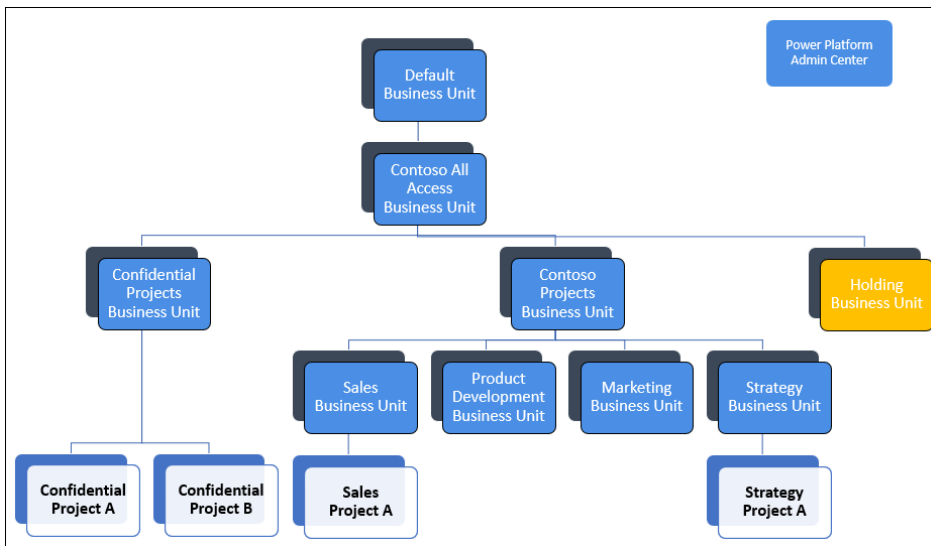 Power Platform
Admin Center
Default
Business Unit
Contoso All
Access
Business Unit
Confidential
Projects
Business Unit
Contoso
Projects
Business Unit
Holding
Business Unit
Sales
Business Unit
Product
Development
Business Unit
Marketing
Business Unit
Strategy
Business Unit
Confidential
Project A
Confidential
Project B
Sales
Project A
Strategy
Project A